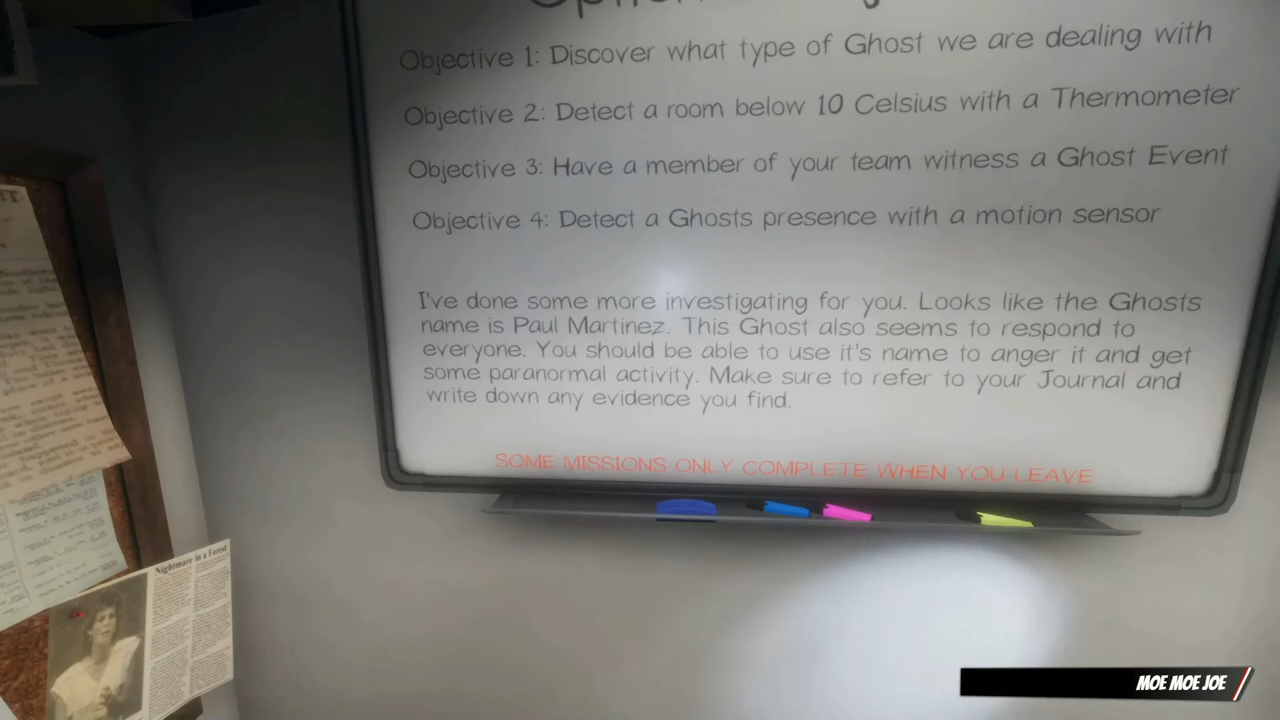 Objective 1: Discover what type of Ghost we are dealing with
Objective 2: Detect a room below 10 Celsius with a Thermometer
Objective 3: Have a member of your team witness a Ghost Event
Objective 4: Detect a Ghosts presence with a motion sensor
I've done some more investigating for you. Looks like the Ghosts
name is Paul Martinez. This Ghost also seems to respond to
everyone. You should be able to use it's name to anger it and get
some paranormal activity. Make sure to refer to your Journal and
write down any evidence you find.
SOME MISSIONS ONLY COMPLETE WHEN YOU LEAVE
Nightmare in a Forest
MOE MOE JOE